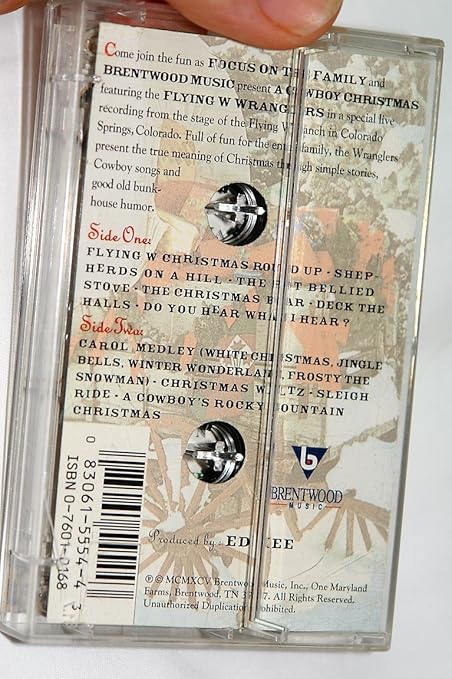 Come join the fun as FOCUS ON THE FAMILY and
BRENTWOOD MUSIC present A COWBOY CHRISTMAS
featuring the FLYING W WRANGLERS in a special live
recording from the stage of the Flying W Ranch in Colorado
Springs, Colorado. Full of fun for the entire family, the Wranglers
present the true meaning of Christmas through simple stories,
Cowboy songs and
good old bunk-
house humor.
Side One:
FLYING W CHRISTMAS ROUND UP · SHEP-
HERDS ON A HILL · THE POT BELLIED
STOVE · THE CHRISTMAS BEAR · DECK THE
HALLS · DO YOU HEAR WHAT I HEAR?
Side Two:
CAROL MEDLEY (WHITE CHRISTMAS, JINGLE
BELLS, WINTER WONDERLAND, FROSTY THE
SNOWMAN) · CHRISTMAS WALTZ · SLEIGH
RIDE · A COWBOY'S ROCKY MOUNTAIN
CHRISTMAS
0 83061-5554-4 3
ISBN 0-7601-0168
b
BRENTWOOD
MUSIC
Produced by: ED KEE
℗ © MCMXCV Brentwood Music, Inc., One Maryland
Farms, Brentwood, TN 37027. All Rights Reserved.
Unauthorized Duplication Prohibited.